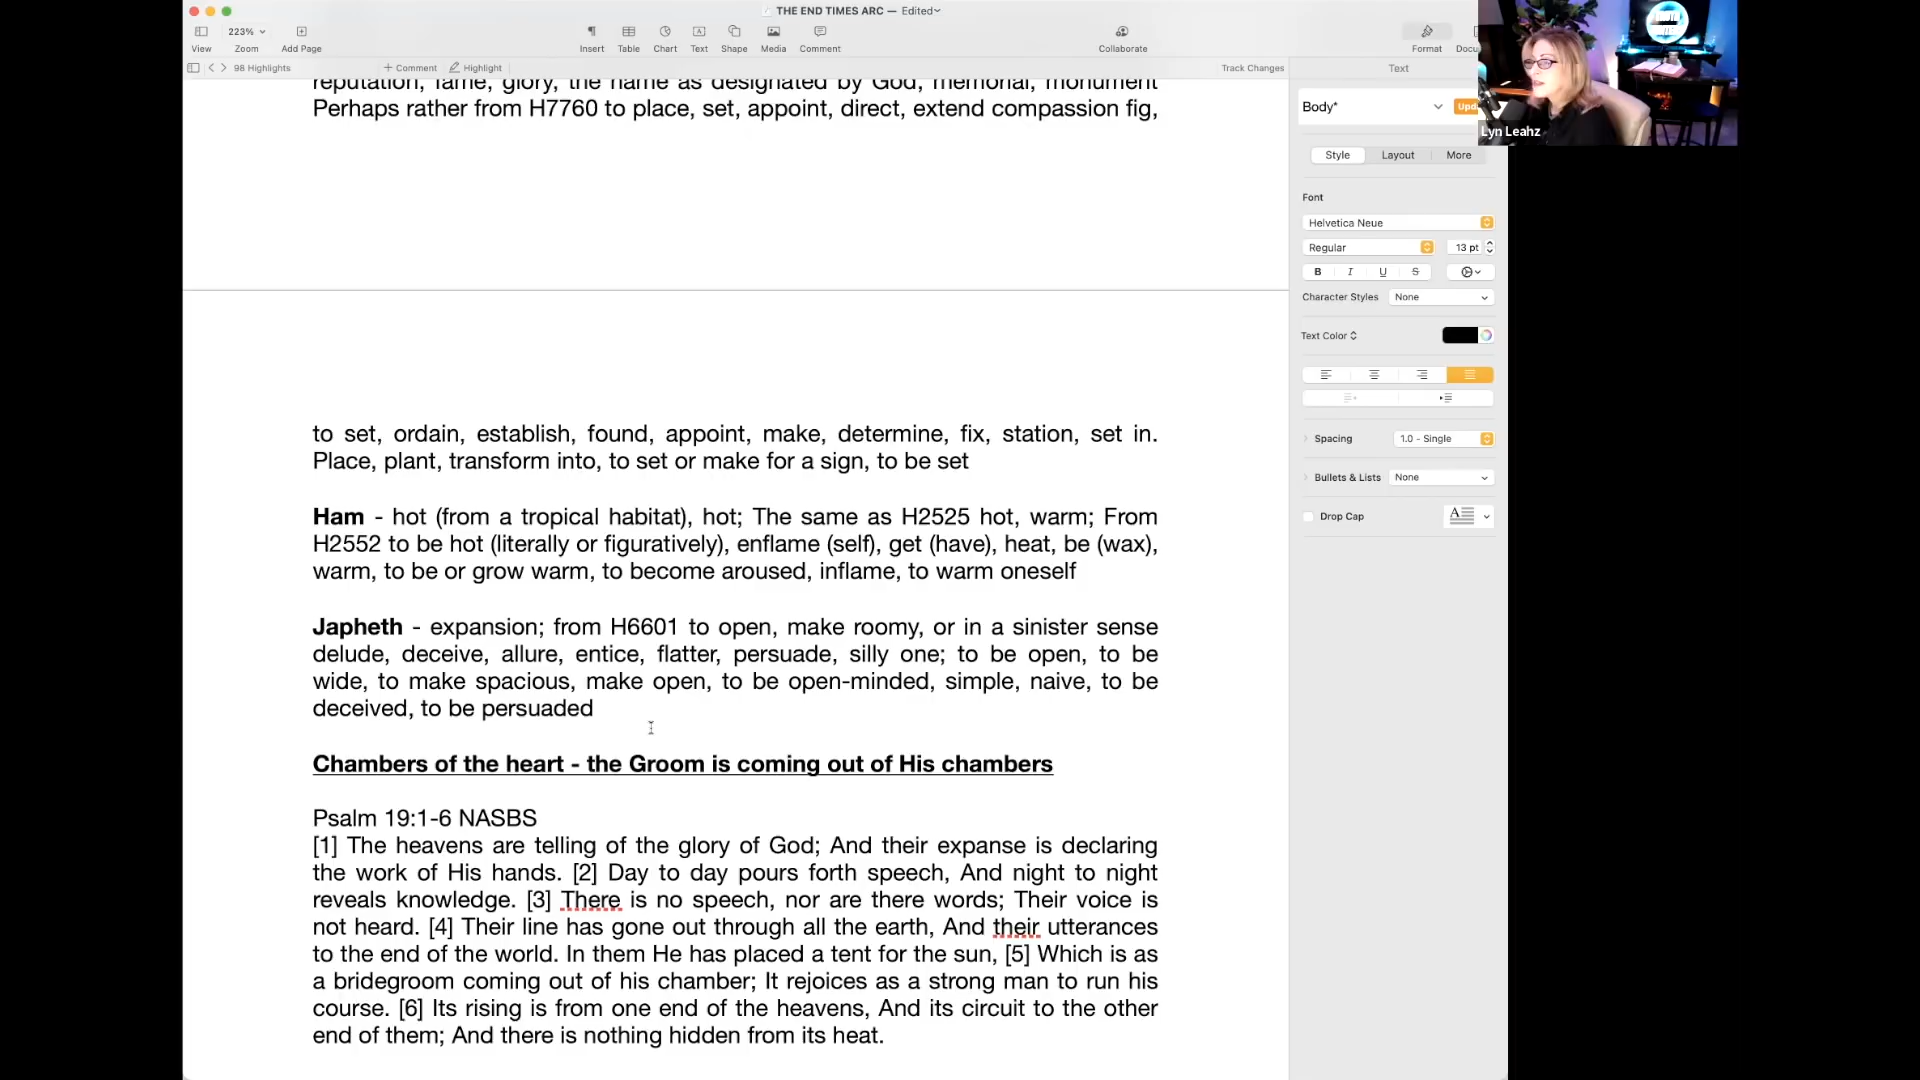 THE END TIMES ARC — Edited
View
223%
Zoom
Add Page
Insert
Table
Chart
Text
Shape
Media
Comment
Collaborate
Format
98 Highlights
Comment
Highlight
Track Changes
Text
reputation, fame, glory, the name as designated by God, memorial, monument
Perhaps rather from H7760 to place, set, appoint, direct, extend compassion fig,
to set, ordain, establish, found, appoint, make, determine, fix, station, set in.
Place, plant, transform into, to set or make for a sign, to be set
Ham - hot (from a tropical habitat), hot; The same as H2525 hot, warm; From
H2552 to be hot (literally or figuratively), enflame (self), get (have), heat, be (wax),
warm, to be or grow warm, to become aroused, inflame, to warm oneself
Japheth - expansion; from H6601 to open, make roomy, or in a sinister sense
delude, deceive, allure, entice, flatter, persuade, silly one; to be open, to be
wide, to make spacious, make open, to be open-minded, simple, naive, to be
deceived, to be persuaded
Chambers of the heart - the Groom is coming out of His chambers
Psalm 19:1-6 NASBS
[1] The heavens are telling of the glory of God; And their expanse is declaring
the work of His hands. [2] Day to day pours forth speech, And night to night
reveals knowledge. [3] There is no speech, nor are there words; Their voice is
not heard. [4] Their line has gone out through all the earth, And their utterances
to the end of the world. In them He has placed a tent for the sun, [5] Which is as
a bridegroom coming out of his chamber; It rejoices as a strong man to run his
course. [6] Its rising is from one end of the heavens, And its circuit to the other
end of them; And there is nothing hidden from its heat.
Body*
Style
Layout
More
Font
Helvetica Neue
Regular
13 pt
B I U S
Character Styles
None
Text Color
Spacing
1.0 - Single
Bullets & Lists
None
Drop Cap
A
Lyn Leahz